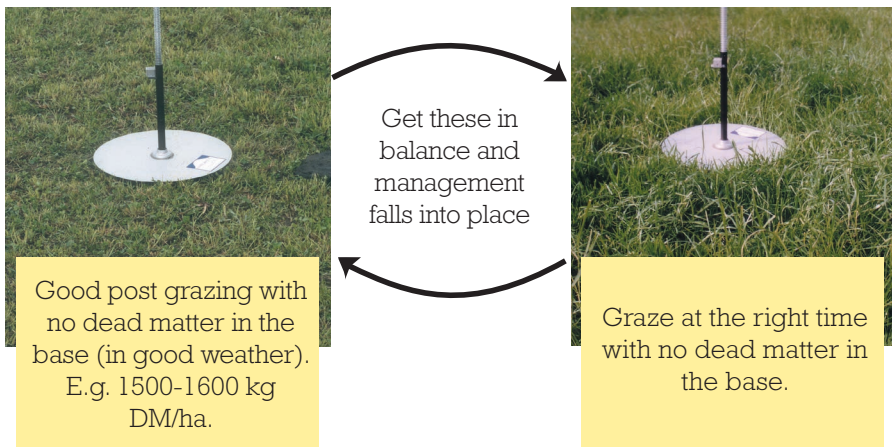 Get these in
balance and
management
falls into place
Good post grazing with
no dead matter in the
base (in good weather).
E.g. 1500-1600 kg
DM/ha.
Graze at the right time
with no dead matter in
the base.